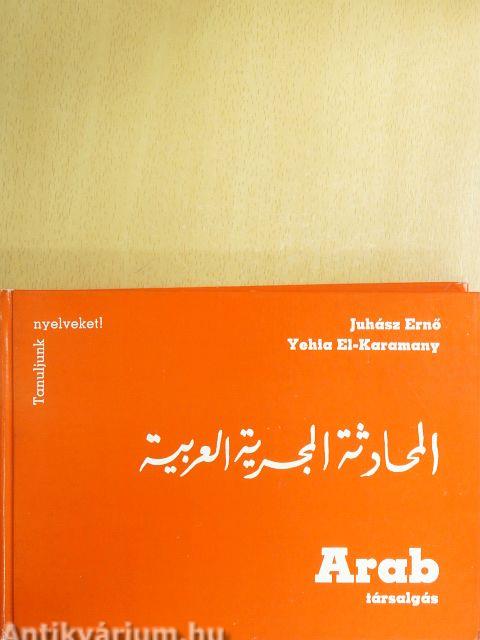 Tanuljunk
nyelveket!
Juhász Ernő
Yehia El-Karamany
المحادثة المجرية العربية
Arab
társalgás
Antikvárium.hu